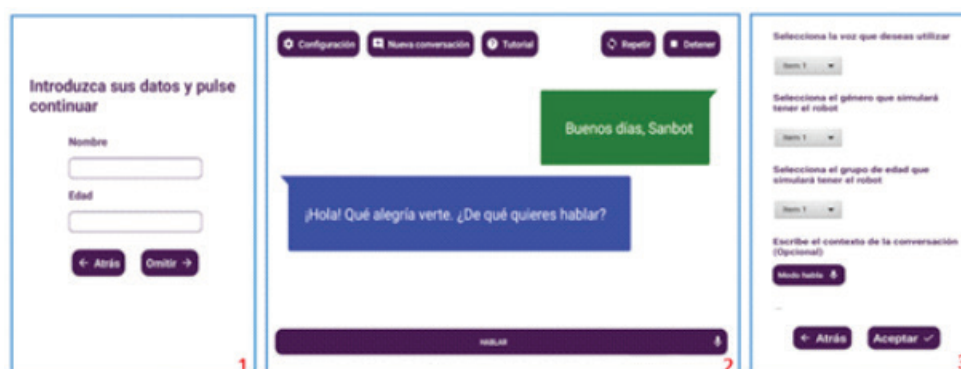 Introduzca sus datos y pulse
continuar
Nombre
Edad
← Atrás
Omitir →
1
Configuración
Nueva conversación
Tutorial
Repetir
Detener
Buenos días, Sanbot
¡Hola! Qué alegría verte. ¿De qué quieres hablar?
HABLAR
2
Selecciona la voz que deseas utilizar
Item 1
Selecciona el género que simulará
tener el robot
Item 1
Selecciona el grupo de edad que
simulará tener el robot
Item 1
Escribe el contexto de la conversación
(Opcional)
Modo habla
...
← Atrás
Aceptar ✓
3